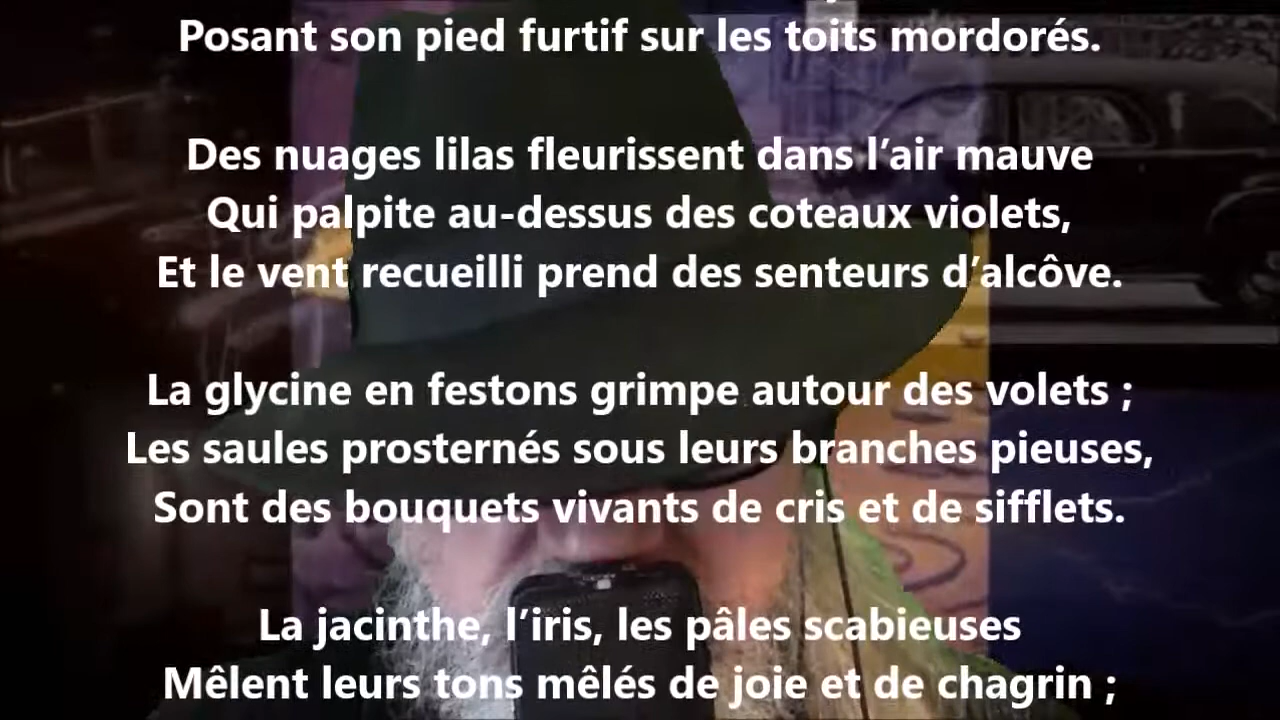 Posant son pied furtif sur les toits mordorés.
Des nuages lilas fleurissent dans l’air mauve
Qui palpite au-dessus des coteaux violets,
Et le vent recueilli prend des senteurs d’alcôve.
La glycine en festons grimpe autour des volets ;
Les saules prosternés sous leurs branches pieuses,
Sont des bouquets vivants de cris et de sifflets.
La jacinthe, l’iris, les pâles scabieuses
Mêlent leurs tons mêlés de joie et de chagrin ;